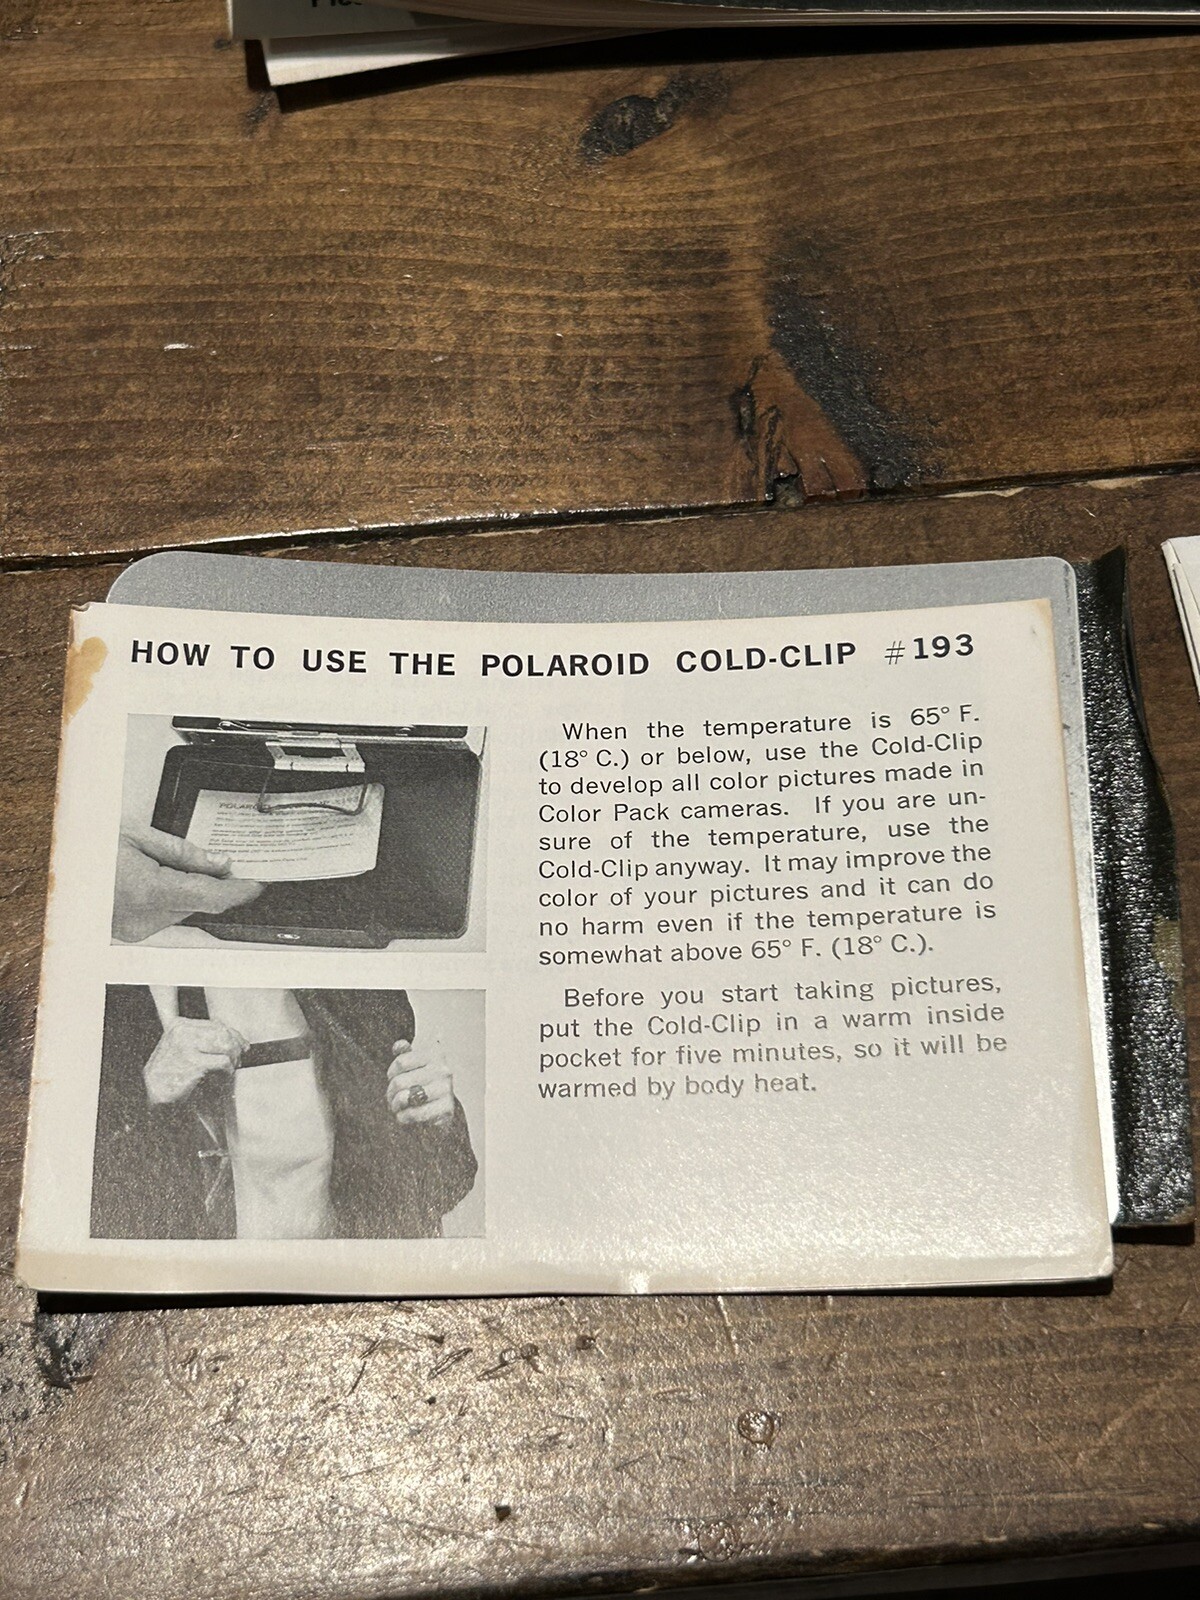 HOW TO USE THE POLAROID COLD-CLIP #193
When the temperature is 65° F.
(18° C.) or below, use the Cold-Clip
to develop all color pictures made in
Color Pack cameras. If you are un-
sure of the temperature, use the
Cold-Clip anyway. It may improve the
color of your pictures and it can do
no harm even if the temperature is
somewhat above 65° F. (18° C.).
Before you start taking pictures,
put the Cold-Clip in a warm inside
pocket for five minutes, so it will be
warmed by body heat.